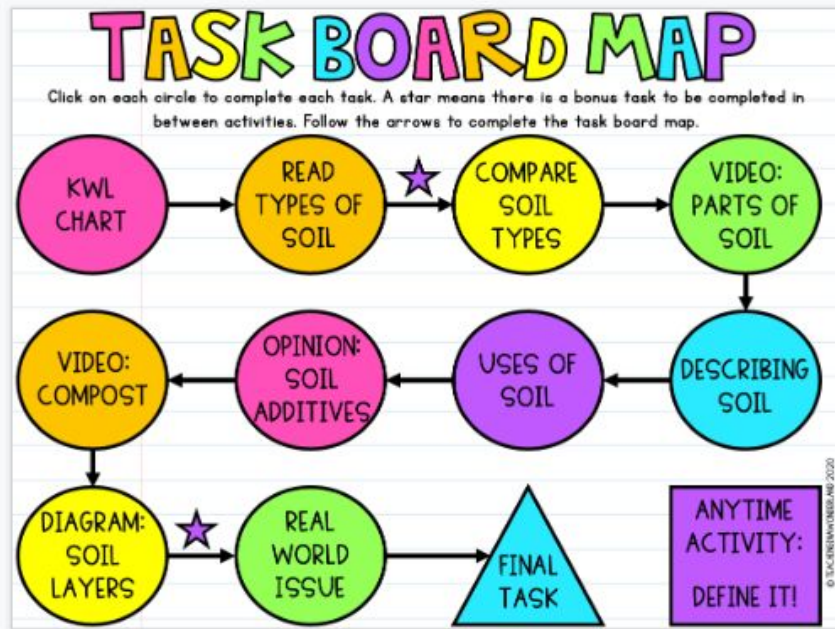 TASK BOARD MAP
Click on each circle to complete each task. A star means there is a bonus task to be completed in
between activities. Follow the arrows to complete the task board map.
KWL
CHART
READ
TYPES OF
SOIL
COMPARE
SOIL
TYPES
VIDEO:
PARTS OF
SOIL
DESCRIBING
SOIL
USES OF
SOIL
OPINION:
SOIL
ADDITIVES
VIDEO:
COMPOST
DIAGRAM:
SOIL
LAYERS
REAL
WORLD
ISSUE
FINAL
TASK
ANYTIME
ACTIVITY:
DEFINE IT!